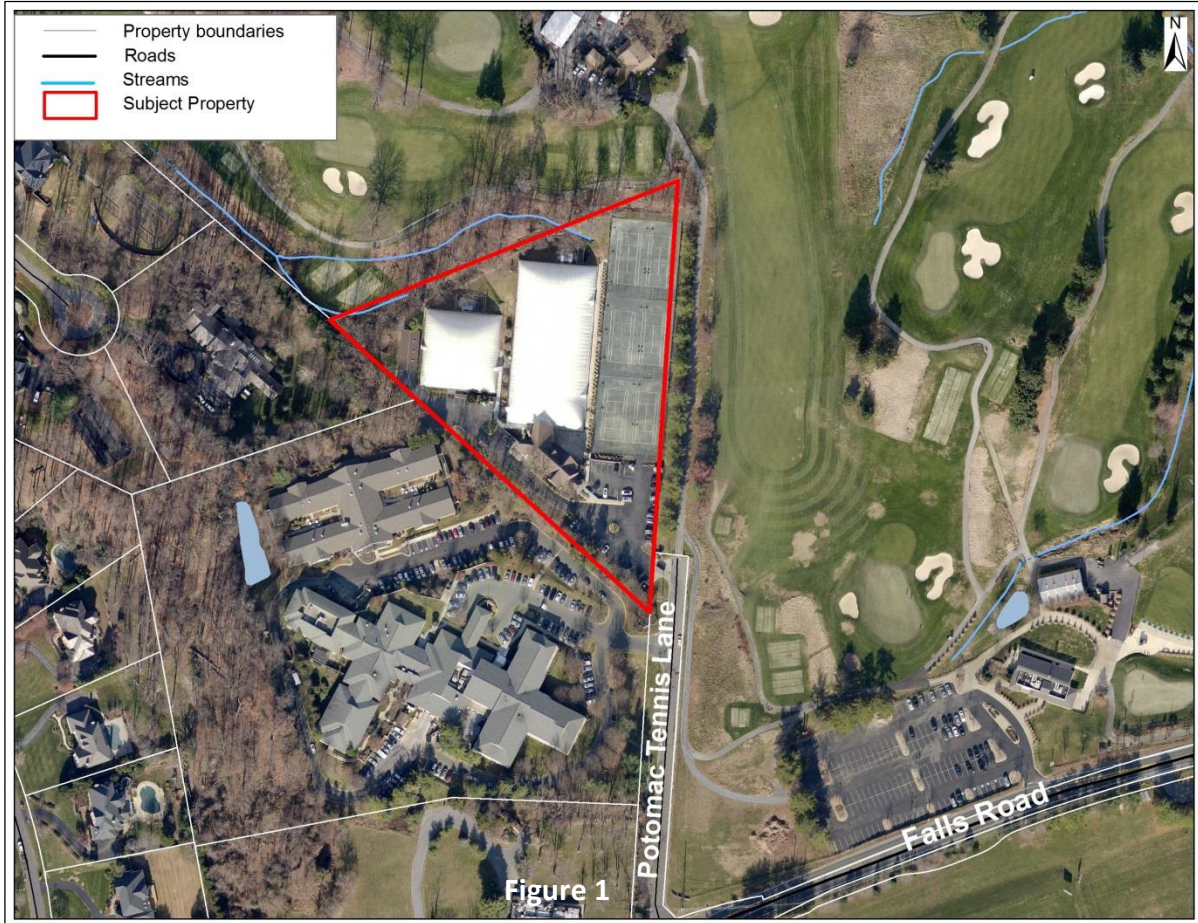 Property boundaries
Roads
Streams
Subject Property
N
Potomac Tennis Lane
Falls Road
Figure 1